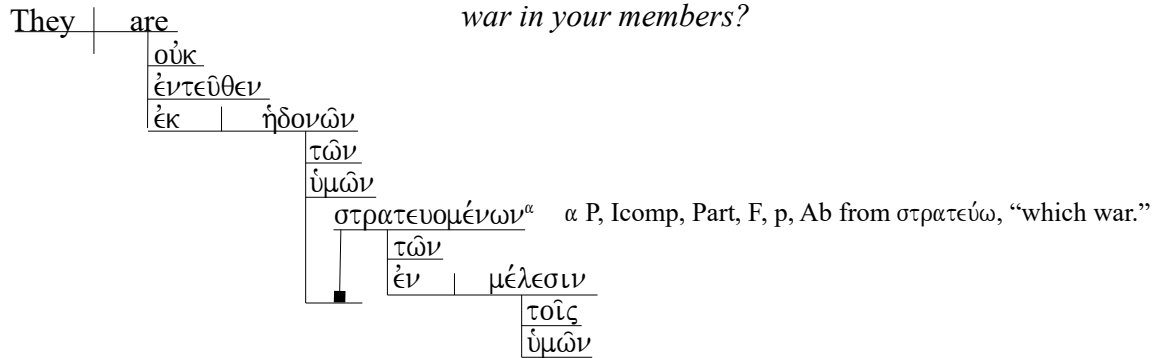 They are war in your members?
οὐκ
ἐντεῦθεν
ἐκ ἡδονῶν
τῶν
ὑμῶν
στρατευομένωνα α P, Icomp, Part, F, p, Ab from στρατεύω, “which war.”
τῶν
ἐν μέλεσιν
τοῖς
ὑμῶν